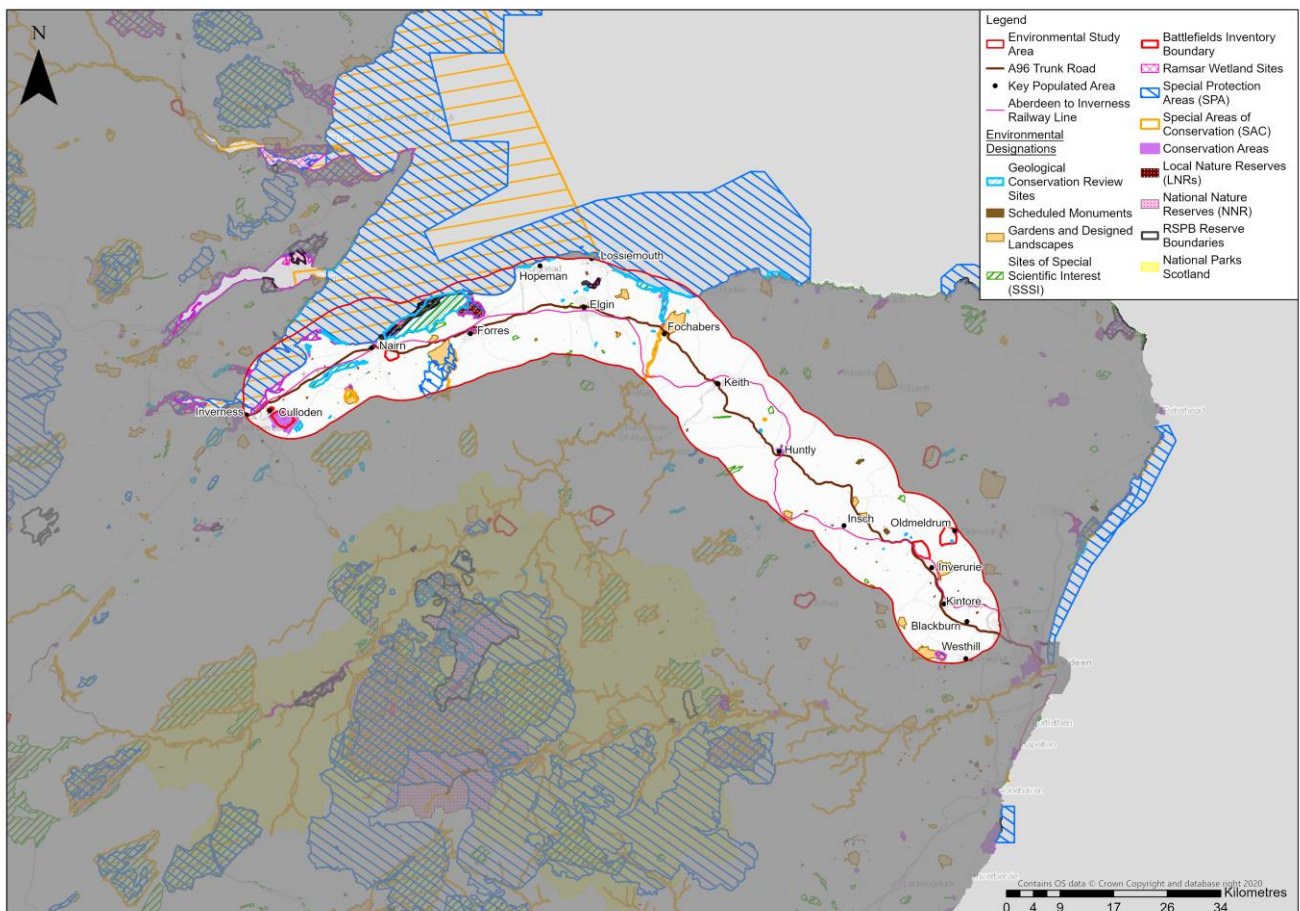 N
Legend
Environmental Study
Area
A96 Trunk Road
Key Populated Area
Aberdeen to Inverness
Railway Line
Environmental
Designations
Geological
Conservation Review
Sites
Scheduled Monuments
Gardens and Designed
Landscapes
Sites of Special
Scientific Interest
(SSSI)
Battlefields Inventory
Boundary
Ramsar Wetland Sites
Special Protection
Areas (SPA)
Special Areas of
Conservation (SAC)
Conservation Areas
Local Nature Reserves
(LNRs)
National Nature
Reserves (NNR)
RSPB Reserve
Boundaries
National Parks
Scotland
Lossiemouth
Hopeman
Elgin
Fochabers
Forres
Nairn
Keith
Inverness
Culloden
Huntly
Insch
Oldmeldrum
Inverurie
Kintore
Blackburn
Westhill
Peterhead
Contains OS data © Crown Copyright and database right 2020
Kilometres
0 4 9 17 26 34